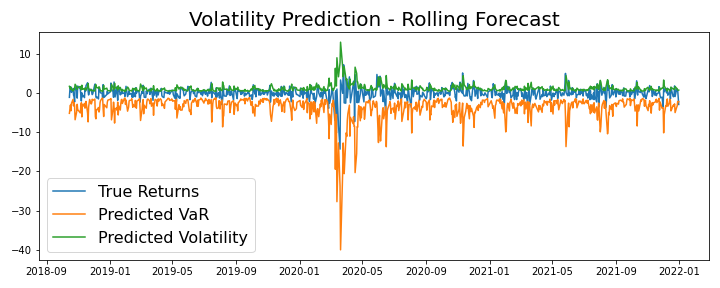 Volatility Prediction - Rolling Forecast
10
0
−10
−20
−30
−40
True Returns
Predicted VaR
Predicted Volatility
2018-09 2019-01 2019-05 2019-09 2020-01 2020-05 2020-09 2021-01 2021-05 2021-09 2022-01